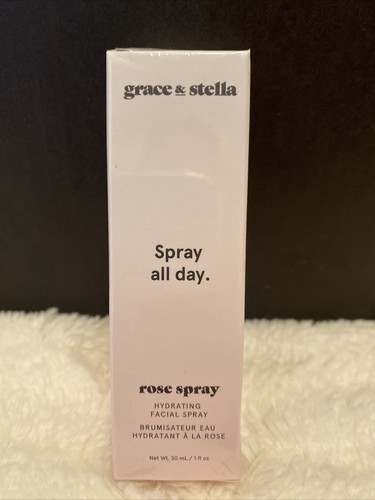 grace & stella
Spray
all day.
rose spray
HYDRATING
FACIAL SPRAY
BRUMISATEUR EAU
HYDRATANT À LA ROSE
Net Wt. 30 mL / 1 fl oz